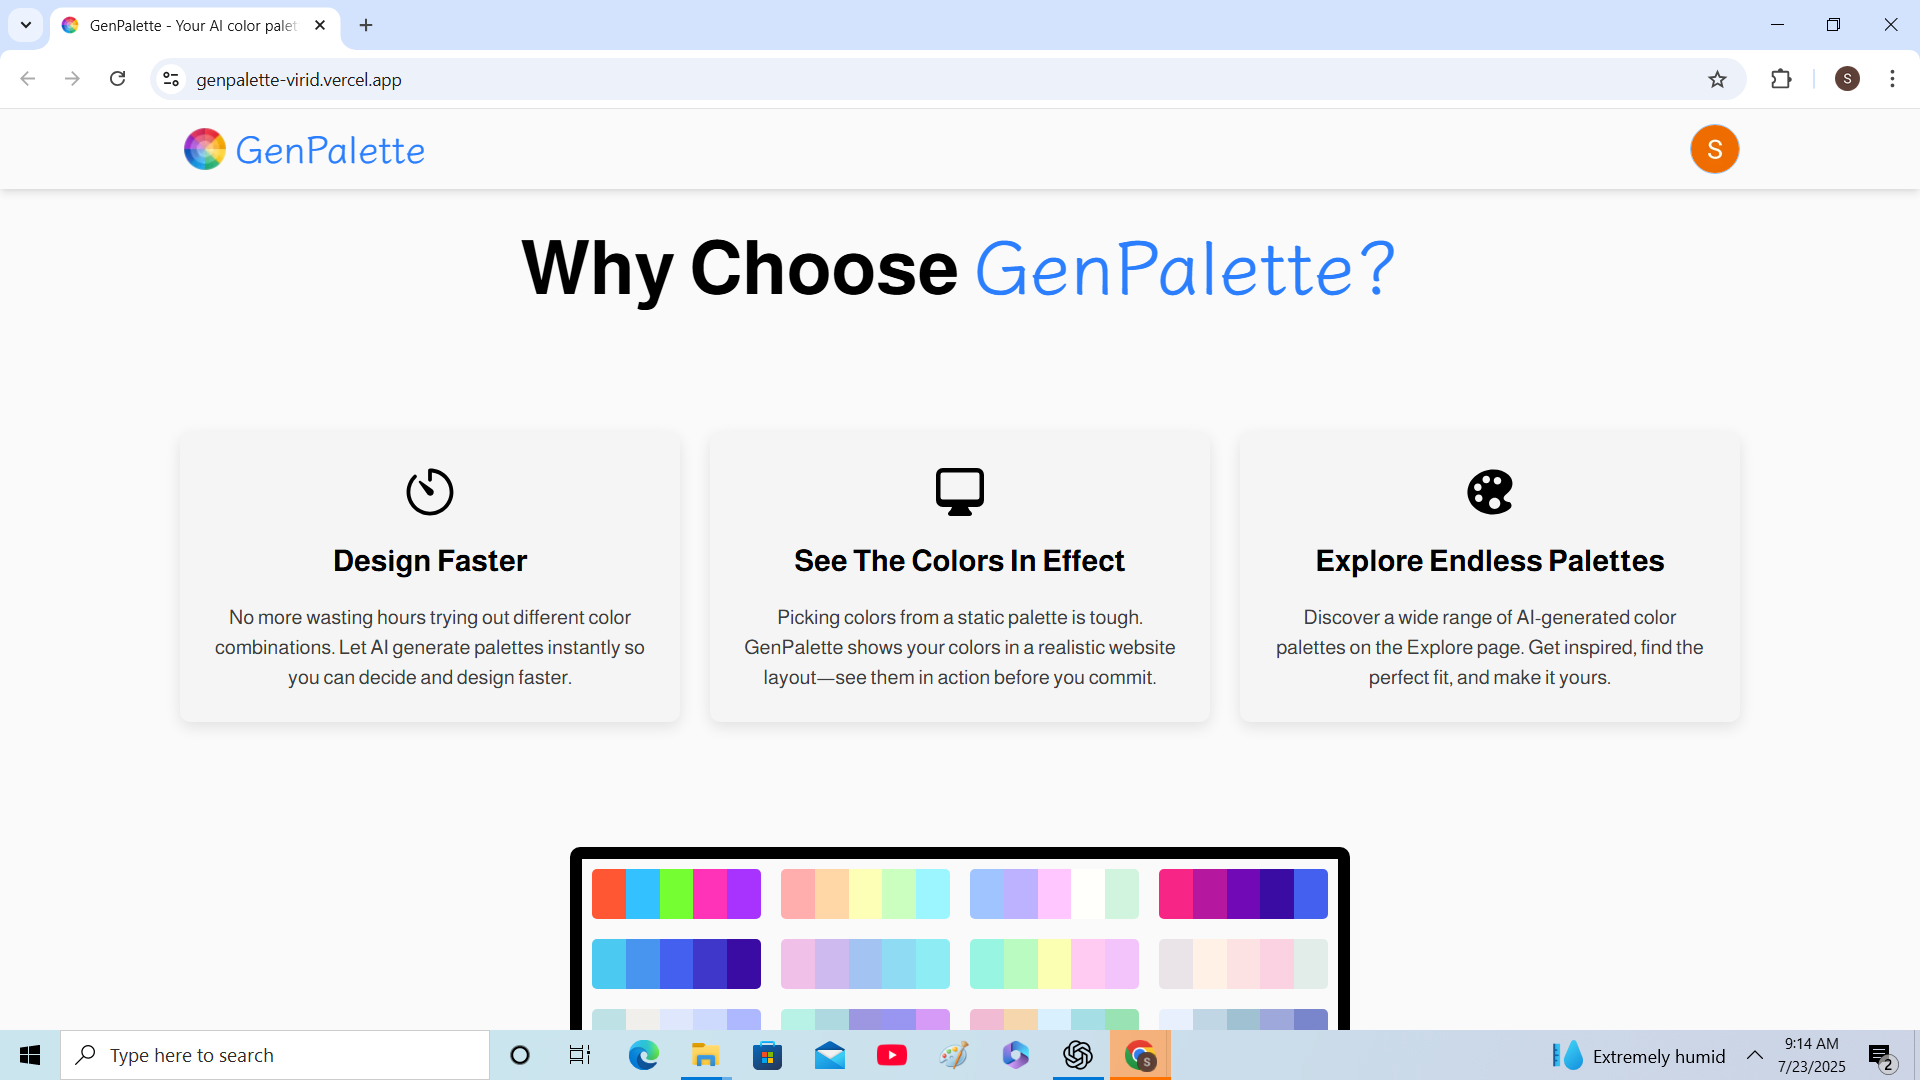 GenPalette - Your AI color palet
genpalette-virid.vercel.app
S
GenPalette
S
Why Choose GenPalette?
Design Faster
No more wasting hours trying out different color
combinations. Let AI generate palettes instantly so
you can decide and design faster.
See The Colors In Effect
Picking colors from a static palette is tough.
GenPalette shows your colors in a realistic website
layout—see them in action before you commit.
Explore Endless Palettes
Discover a wide range of AI-generated color
palettes on the Explore page. Get inspired, find the
perfect fit, and make it yours.
Type here to search
S
Extremely humid
9:14 AM
7/23/2025
2